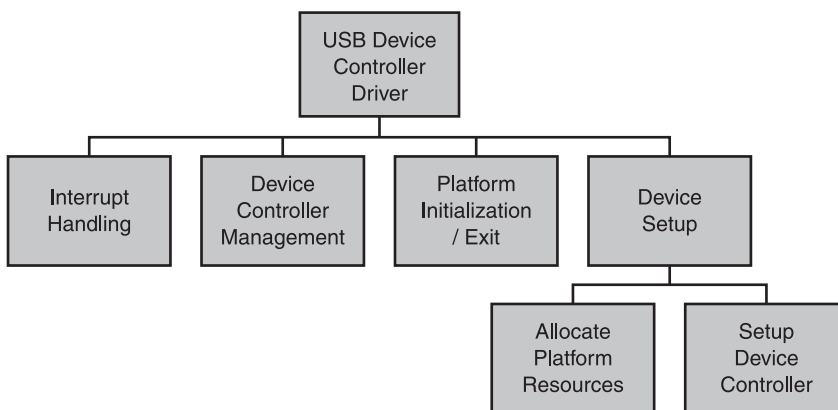 USB Device
Controller
Driver
Interrupt
Handling
Device
Controller
Management
Platform
Initialization
/ Exit
Device
Setup
Allocate
Platform
Resources
Setup
Device
Controller